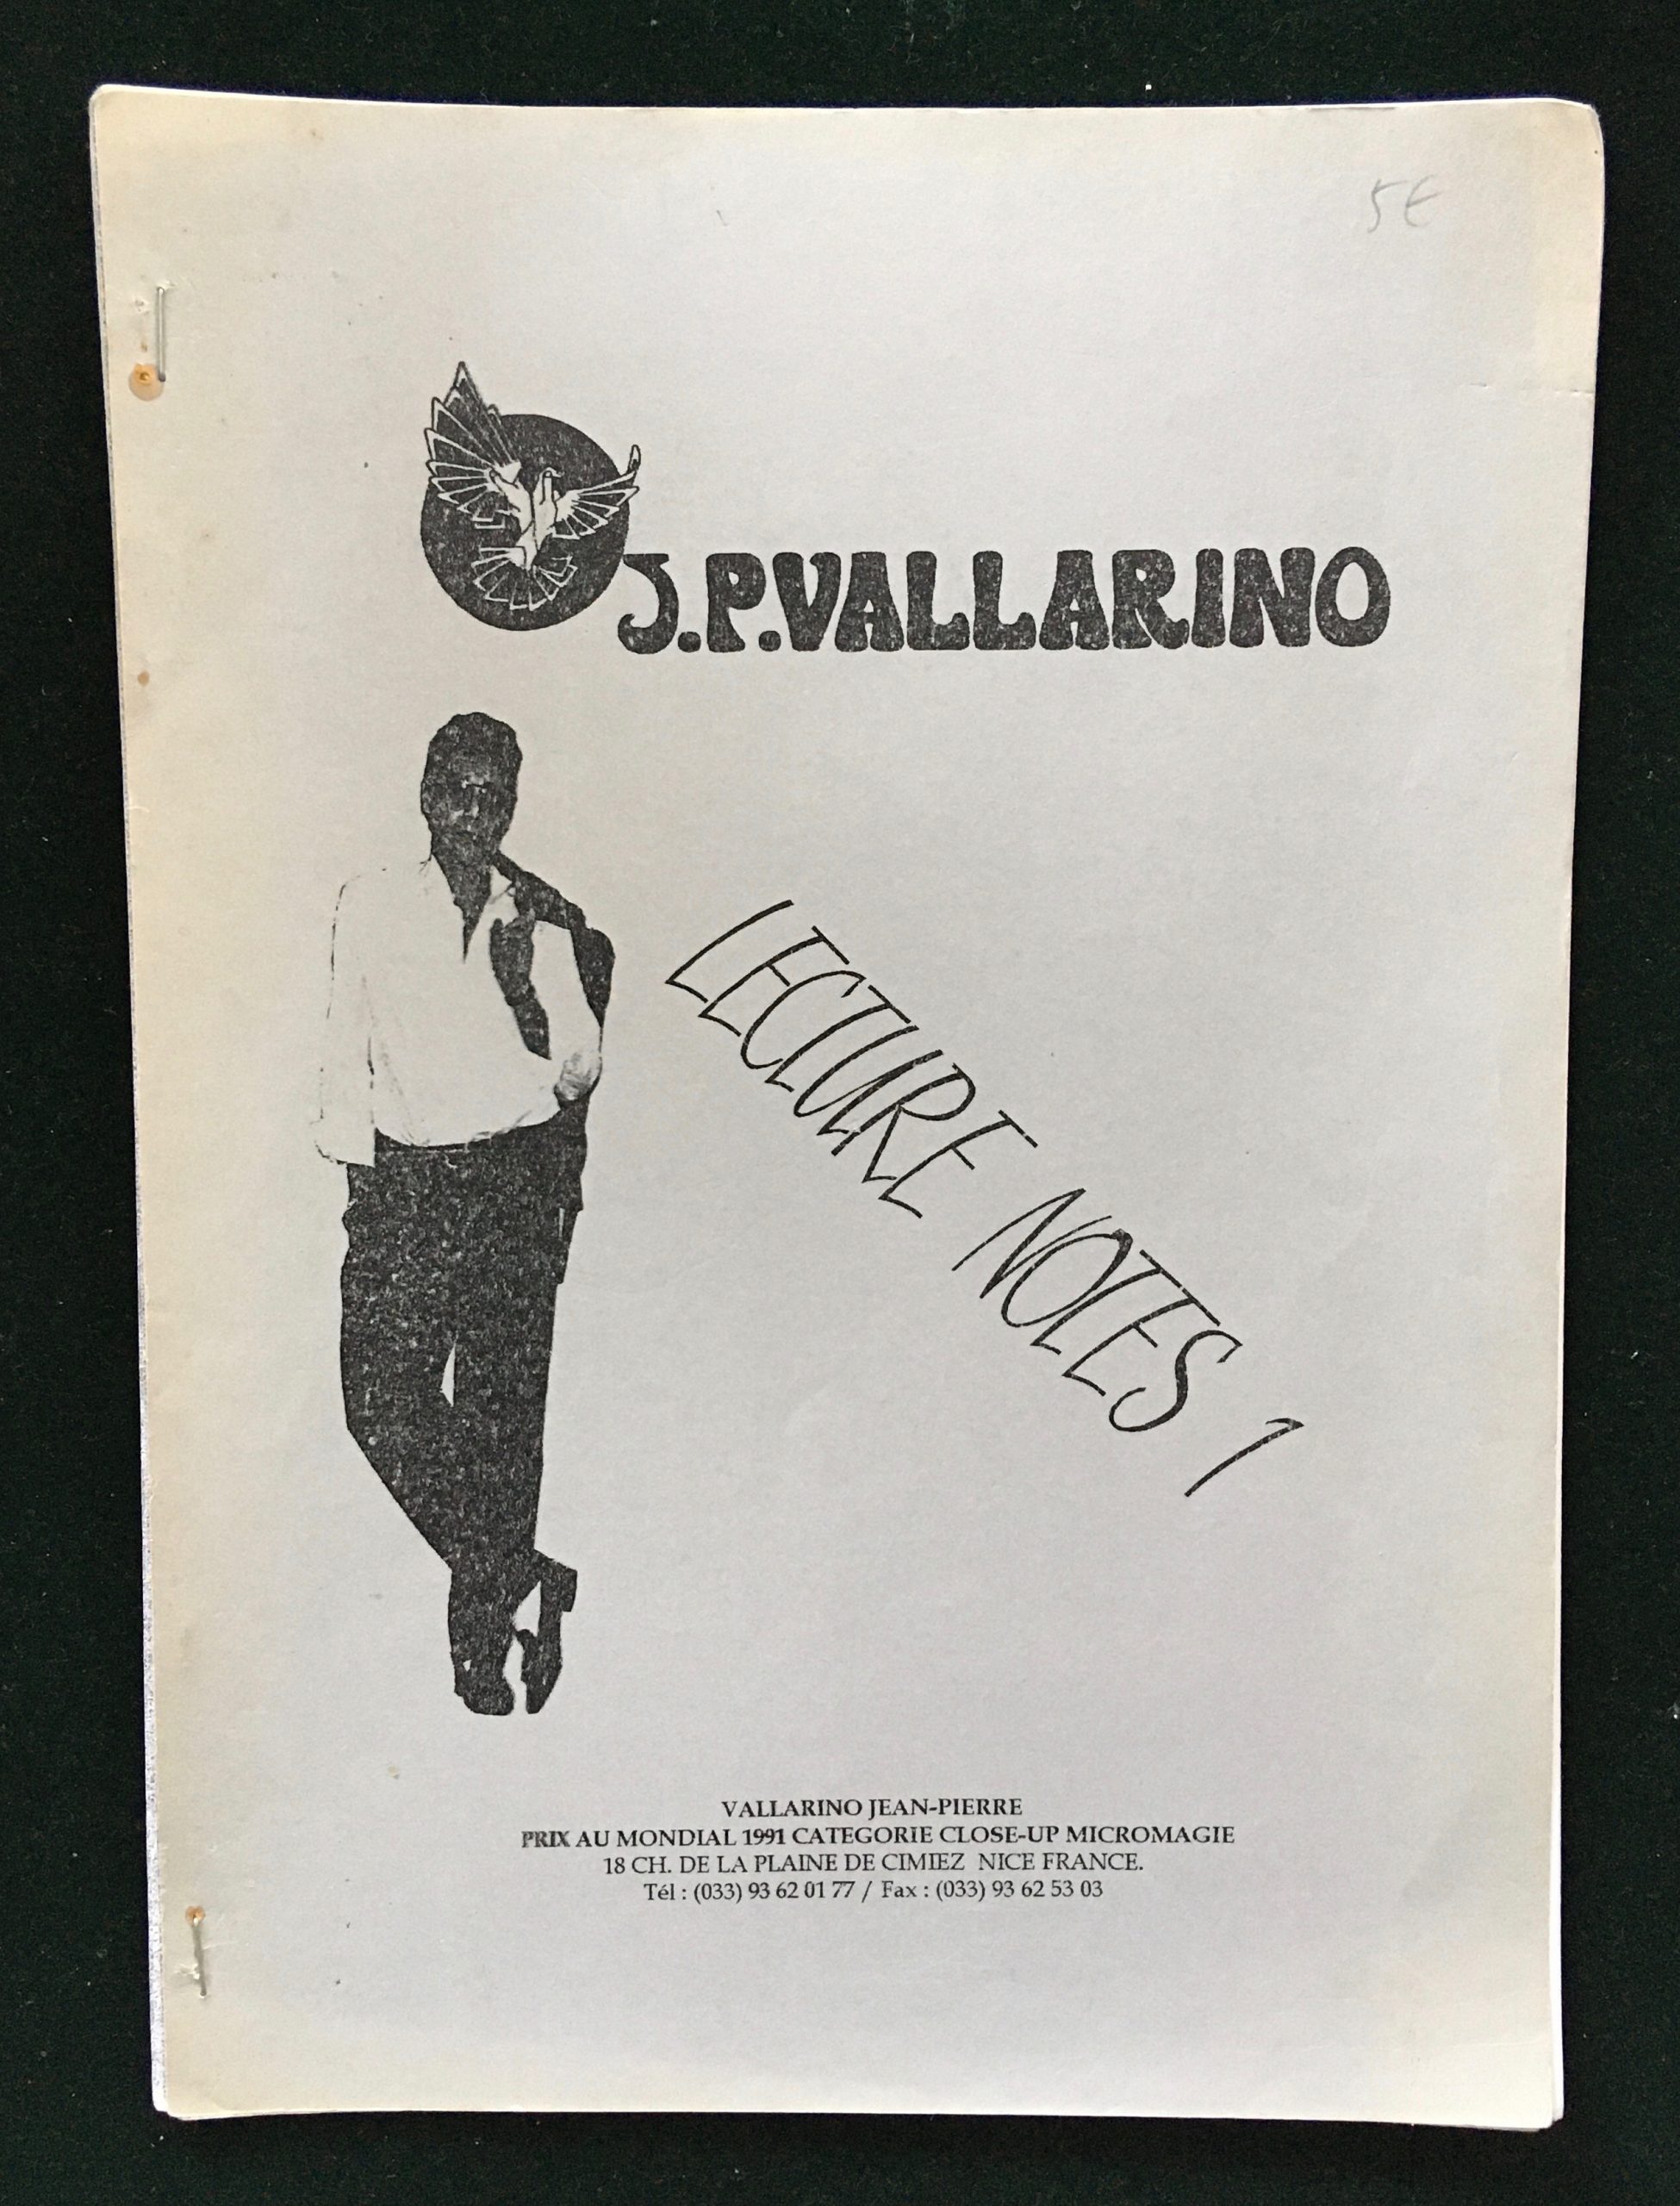 5€
J.P.VALLARINO
LECTURE NOTES 1
VALLARINO JEAN-PIERRE
PRIX AU MONDIAL 1991 CATEGORIE CLOSE-UP MICROMAGIE
18 CH. DE LA PLAINE DE CIMIEZ NICE FRANCE.
Tél : (033) 93 62 01 77 / Fax : (033) 93 62 53 03